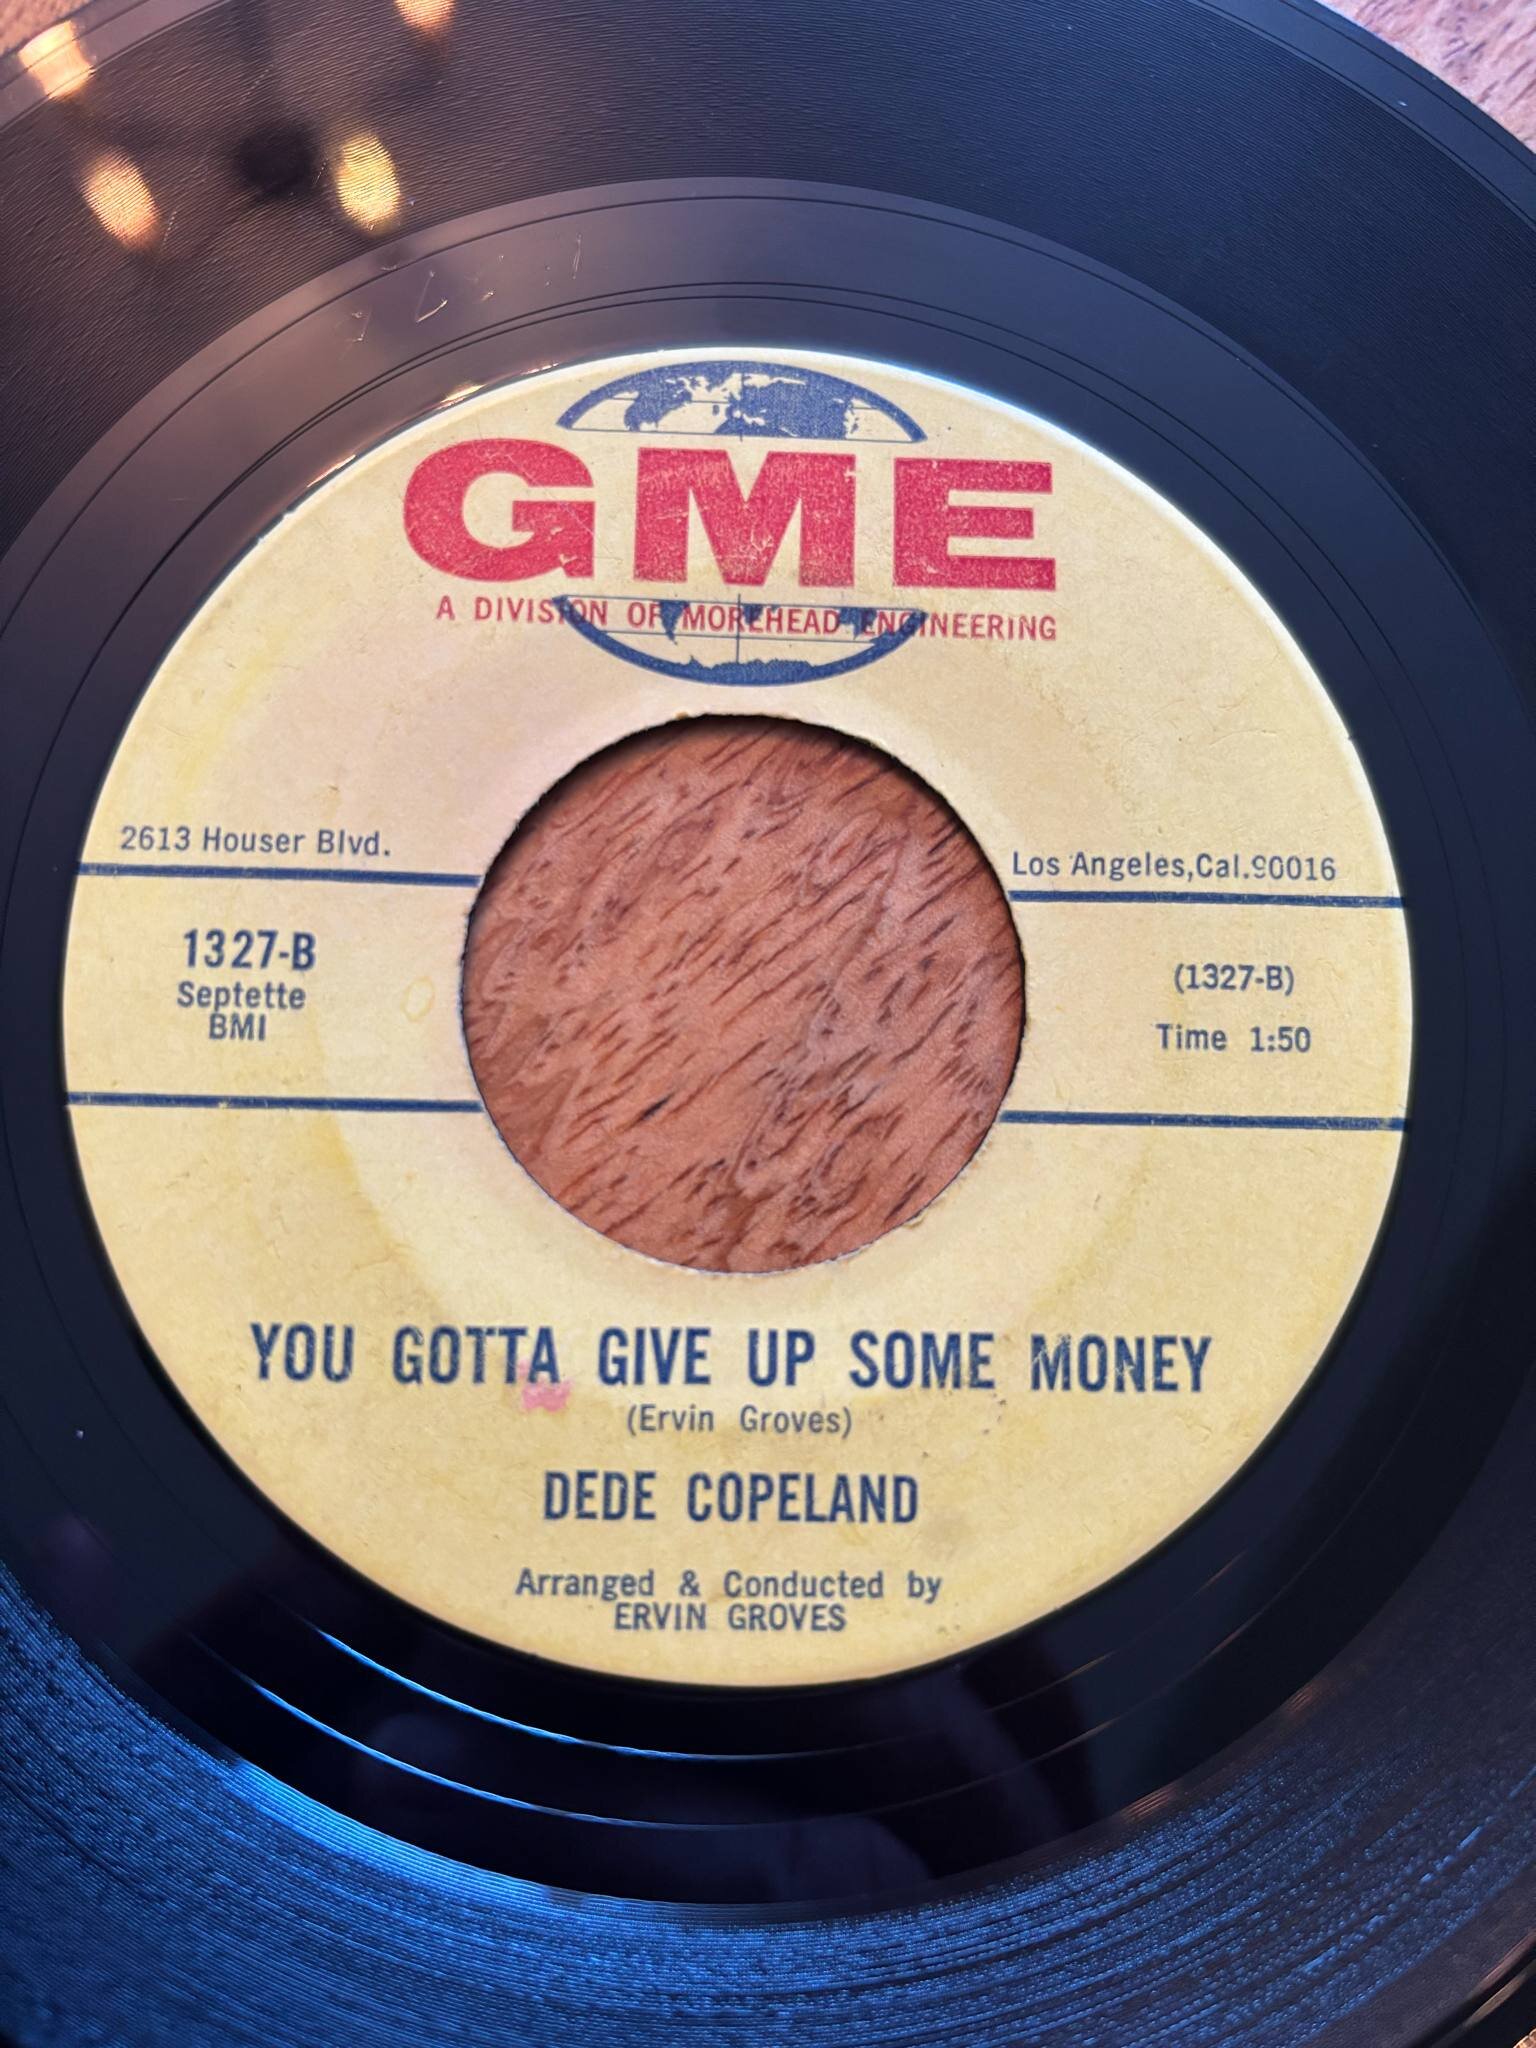 GME
A DIVISION OF MOREHEAD ENGINEERING
2613 Houser Blvd.
Los Angeles,Cal.90016
1327-B
Septette
BMI
(1327-B)
Time 1:50
YOU GOTTA GIVE UP SOME MONEY
(Ervin Groves)
DEDE COPELAND
Arranged & Conducted by
ERVIN GROVES